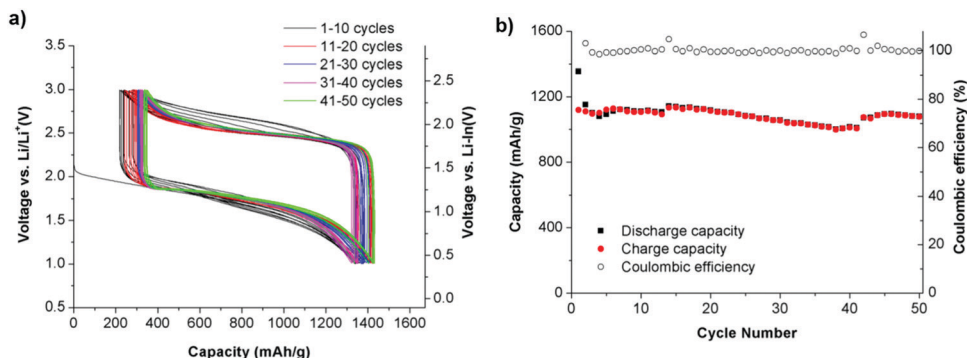 a)
1-10 cycles
11-20 cycles
21-30 cycles
31-40 cycles
41-50 cycles
Voltage vs. Li/Li+(V)
3.5
3.0
2.5
2.0
1.5
1.0
0.5
Voltage vs. Li-In(V)
2.5
2.0
1.5
1.0
0.5
0.0
0 200 400 600 800 1000 1200 1400 1600
Capacity (mAh/g)
b)
Capacity (mAh/g)
1600
1400
1200
1000
800
600
400
200
0
Discharge capacity
Charge capacity
Coulombic efficiency
Coulombic efficiency (%)
100
80
60
40
20
0
0 10 20 30 40 50
Cycle Number